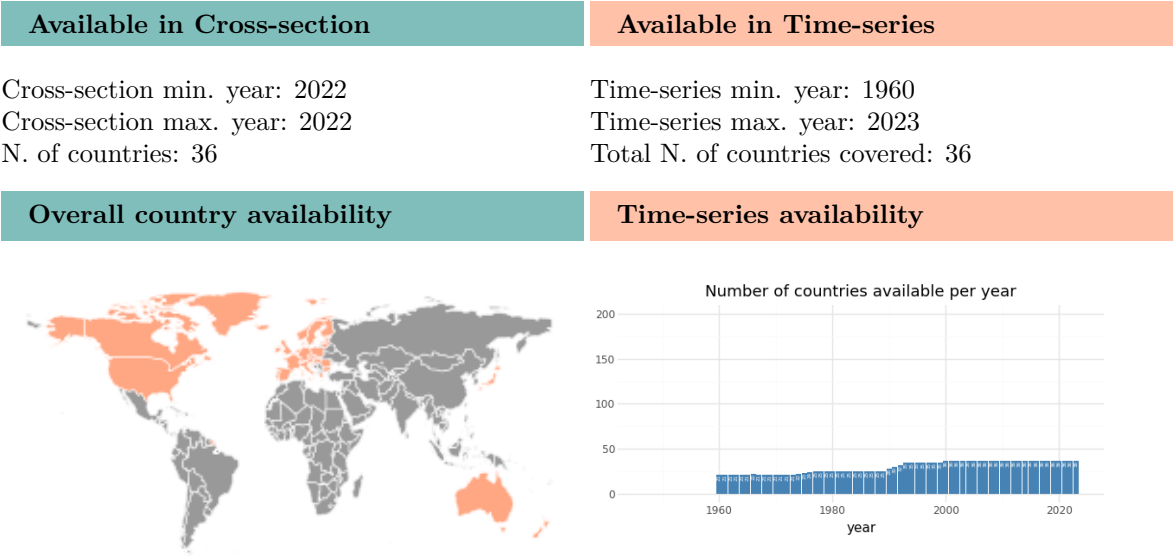 Available in Cross-section
Available in Time-series
Cross-section min. year: 2022
Cross-section max. year: 2022
N. of countries: 36
Time-series min. year: 1960
Time-series max. year: 2023
Total N. of countries covered: 36
Overall country availability
Time-series availability
Number of countries available per year
200
150
100
50
0
1960
1980
2000
2020
year